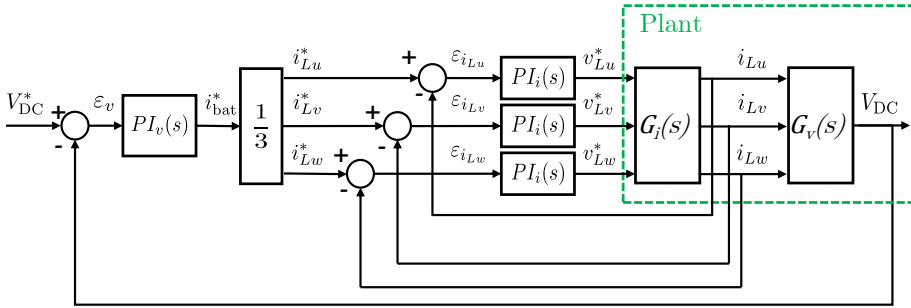 Plant
i*Lu
+
-
εiLu
PIi(s)
v*Lu
iLu
V*DC
+
-
εv
PIv(s)
i*bat
1/3
i*Lv
+
-
εiLv
PIi(s)
v*Lv
Gi(s)
iLv
Gv(s)
VDC
i*Lw
+
-
εiLw
PIi(s)
v*Lw
iLw